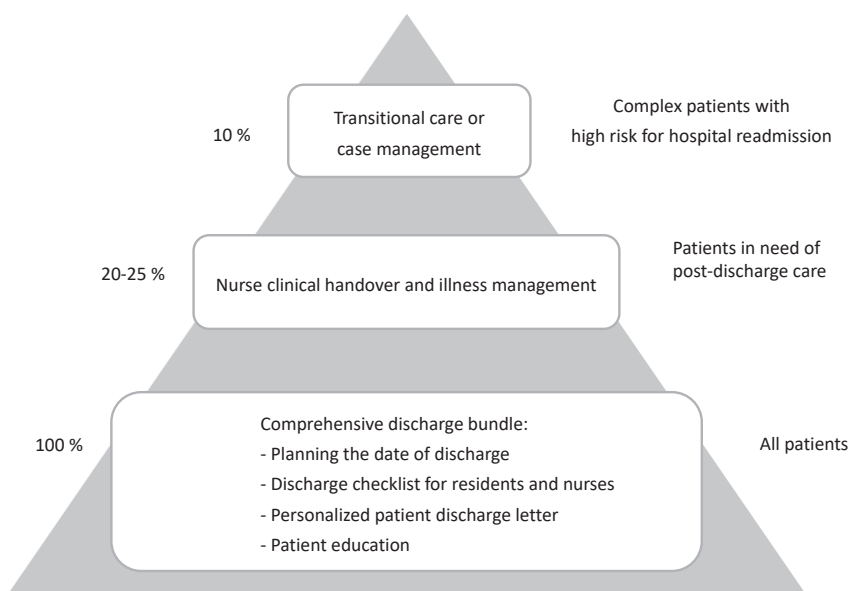 10 %
Transitional care or
case management
Complex patients with
high risk for hospital readmission
20-25 %
Nurse clinical handover and illness management
Patients in need of
post-discharge care
100 %
Comprehensive discharge bundle:
- Planning the date of discharge
- Discharge checklist for residents and nurses
- Personalized patient discharge letter
- Patient education
All patients